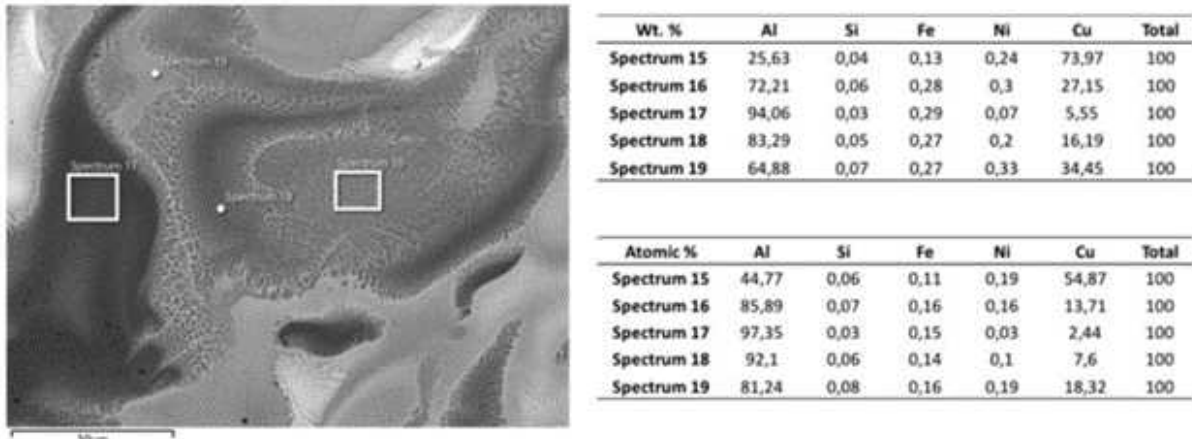 Spectrum 17
Wt. % Al Si Fe Ni Cu Total
Spectrum 15 25,63 0,04 0,13 0,24 73,97 100
Spectrum 16 72,21 0,06 0,28 0,3 27,15 100
Spectrum 17 94,06 0,03 0,29 0,07 5,55 100
Spectrum 18 83,29 0,05 0,27 0,2 16,19 100
Spectrum 19 64,88 0,07 0,27 0,33 34,45 100
Atomic % Al Si Fe Ni Cu Total
Spectrum 15 44,77 0,06 0,11 0,19 54,87 100
Spectrum 16 85,89 0,07 0,16 0,16 13,71 100
Spectrum 17 97,35 0,03 0,15 0,03 2,44 100
Spectrum 18 92,1 0,06 0,14 0,1 7,6 100
Spectrum 19 81,24 0,08 0,16 0,19 18,32 100